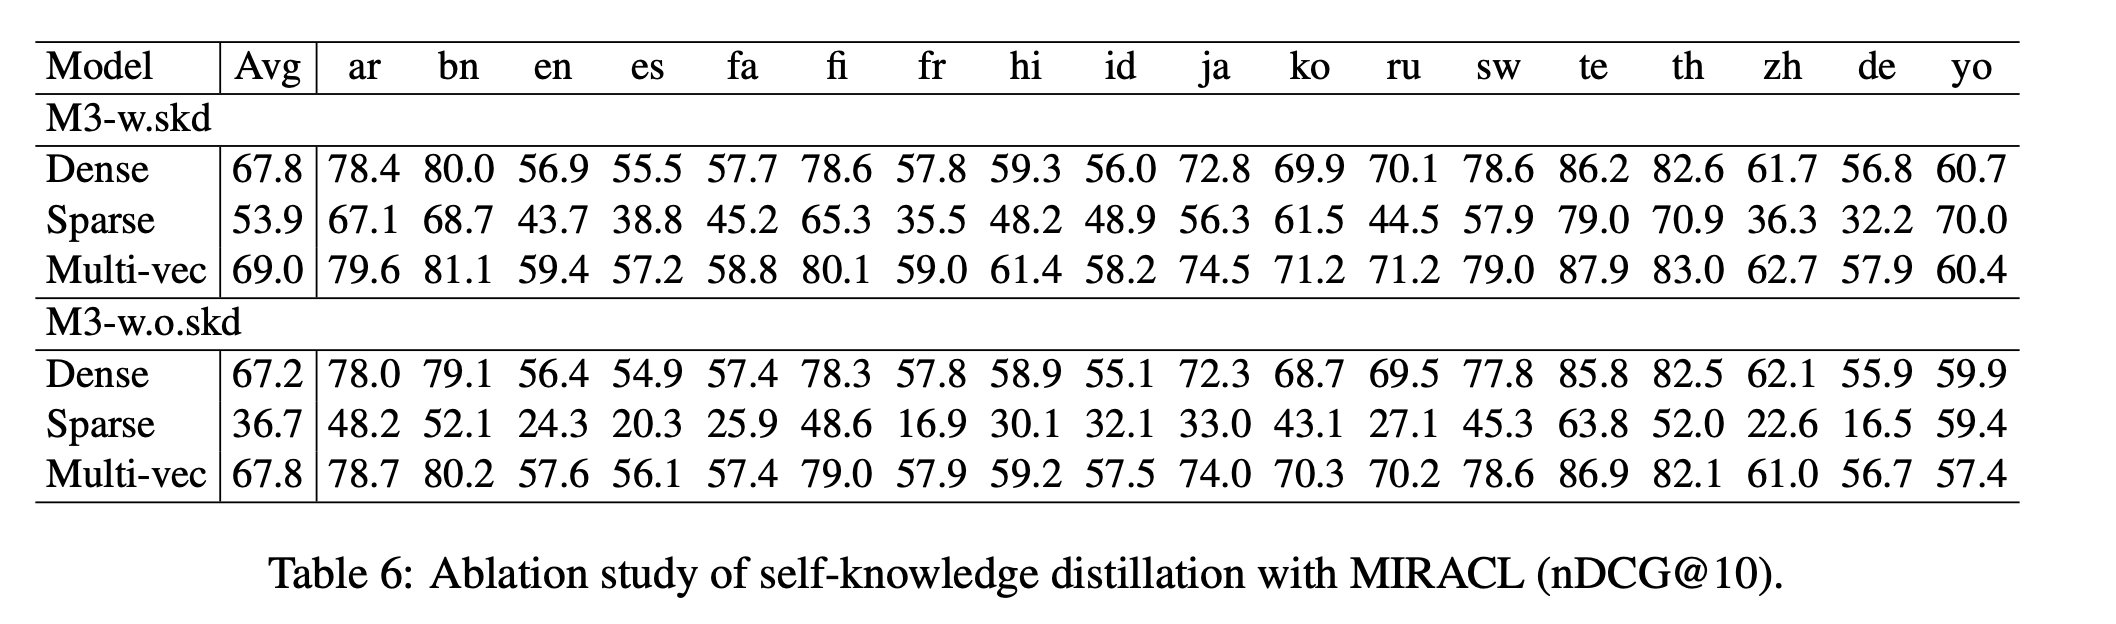 Model Avg ar bn en es fa fi fr hi id ja ko ru sw te th zh de yo
M3-w.skd
Dense 67.8 78.4 80.0 56.9 55.5 57.7 78.6 57.8 59.3 56.0 72.8 69.9 70.1 78.6 86.2 82.6 61.7 56.8 60.7
Sparse 53.9 67.1 68.7 43.7 38.8 45.2 65.3 35.5 48.2 48.9 56.3 61.5 44.5 57.9 79.0 70.9 36.3 32.2 70.0
Multi-vec 69.0 79.6 81.1 59.4 57.2 58.8 80.1 59.0 61.4 58.2 74.5 71.2 71.2 79.0 87.9 83.0 62.7 57.9 60.4
M3-w.o.skd
Dense 67.2 78.0 79.1 56.4 54.9 57.4 78.3 57.8 58.9 55.1 72.3 68.7 69.5 77.8 85.8 82.5 62.1 55.9 59.9
Sparse 36.7 48.2 52.1 24.3 20.3 25.9 48.6 16.9 30.1 32.1 33.0 43.1 27.1 45.3 63.8 52.0 22.6 16.5 59.4
Multi-vec 67.8 78.7 80.2 57.6 56.1 57.4 79.0 57.9 59.2 57.5 74.0 70.3 70.2 78.6 86.9 82.1 61.0 56.7 57.4
Table 6: Ablation study of self-knowledge distillation with MIRACL (nDCG@10).